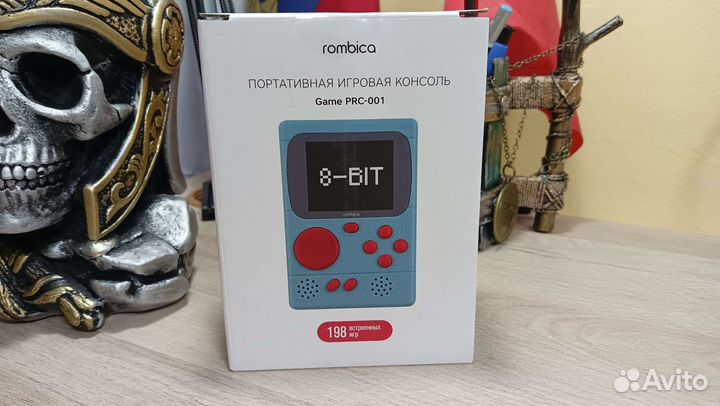 rombica
ПОРТАТИВНАЯ ИГРОВАЯ КОНСОЛЬ
Game PRC-001
8-BIT
rombica
198 встроенных
игр
Avito